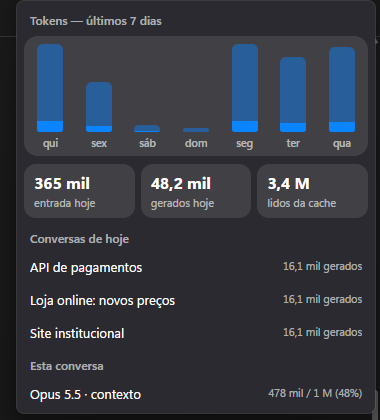 Tokens — últimos 7 dias
qui sex sáb dom seg ter qua
365 mil 48,2 mil 3,4 M
entrada hoje gerados hoje lidos da cache
Conversas de hoje
API de pagamentos 16,1 mil gerados
Loja online: novos preços 16,1 mil gerados
Site institucional 16,1 mil gerados
Esta conversa
Opus 5.5 · contexto 478 mil / 1 M (48%)